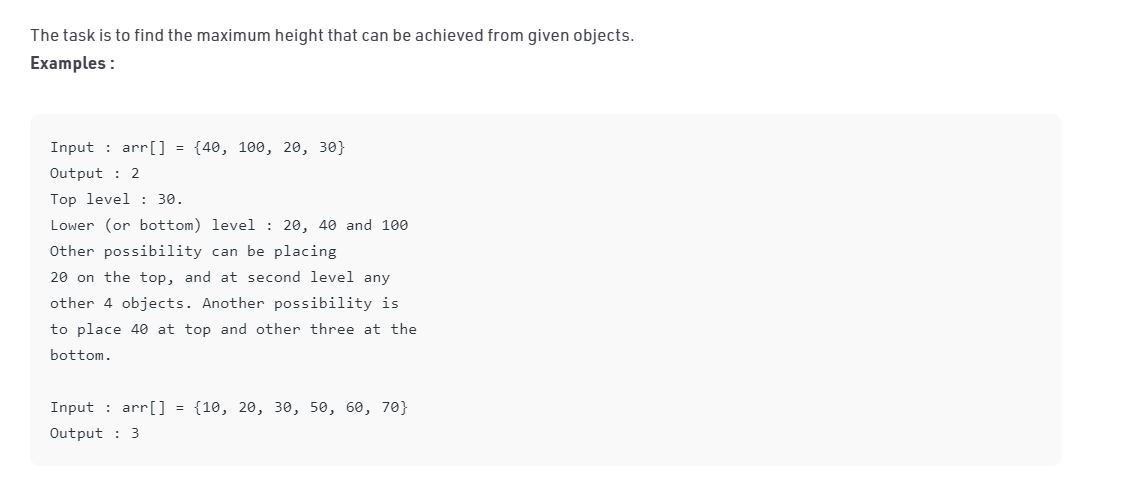 The task is to find the maximum height that can be achieved from given objects.
Examples :
Input : arr[] = {40, 100, 20, 30}
Output : 2
Top level : 30.
Lower (or bottom) level : 20, 40 and 100
Other possibility can be placing
20 on the top, and at second level any
other 4 objects. Another possibility is
to place 40 at top and other three at the
bottom.
Input : arr[] = {10, 20, 30, 50, 60, 70}
Output : 3